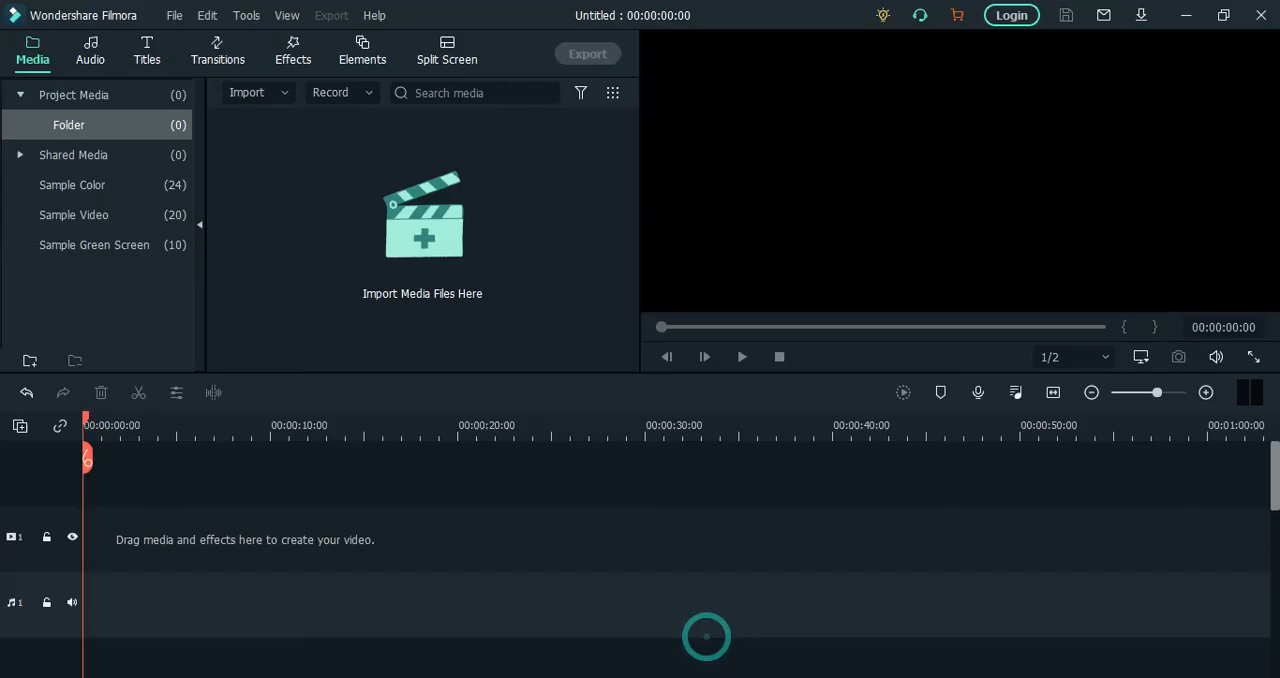 Wondershare Filmora File Edit Tools View Export Help Untitled : 00:00:00:00 Login
Media Audio Titles Transitions Effects Elements Split Screen Export
Project Media (0)
Folder (0)
Shared Media (0)
Sample Color (24)
Sample Video (20)
Sample Green Screen (10)
Import Record Search media
Import Media Files Here
{ } 00:00:00:00
1/2
00:00:00:00 00:00:10:00 00:00:20:00 00:00:30:00 00:00:40:00 00:00:50:00 00:01:00:00
1 Drag media and effects here to create your video.
1